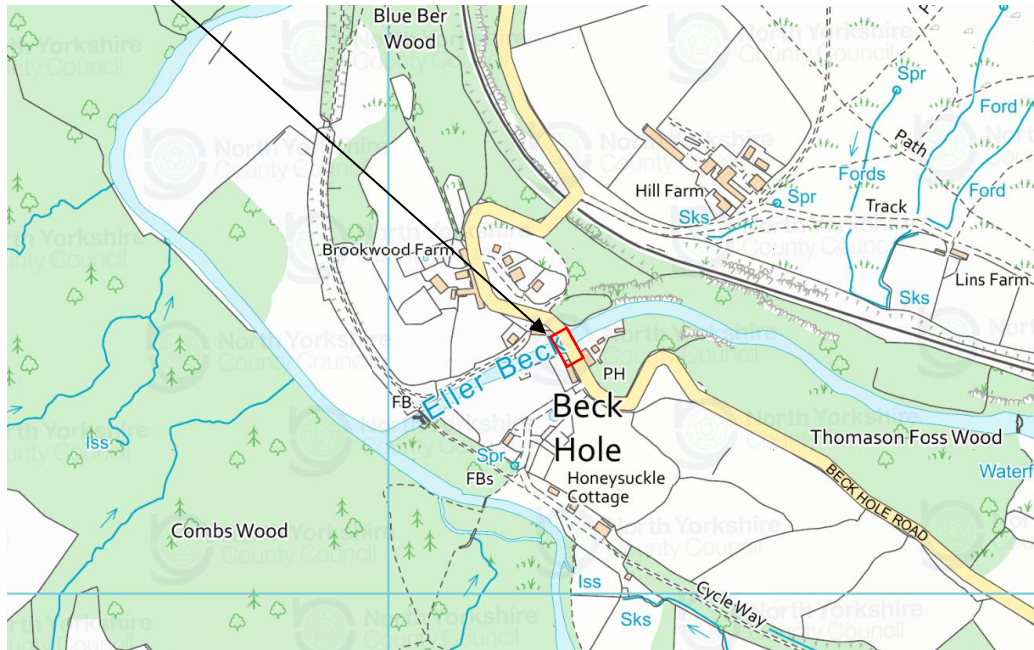 Blue Ber
Wood
Spr
Ford
Path
Fords
Ford
Hill Farm
Spr
Sks
Track
Brookwood Farm
Lins Farm
Sks
Eller Beck
PH
FB
Beck
Hole
Thomason Foss Wood
Iss
Spr
FBs
Honeysuckle
Cottage
Waterf
BECK HOLE ROAD
Combs Wood
Iss
Cycle Way
Sks
North Yorkshire
County Council